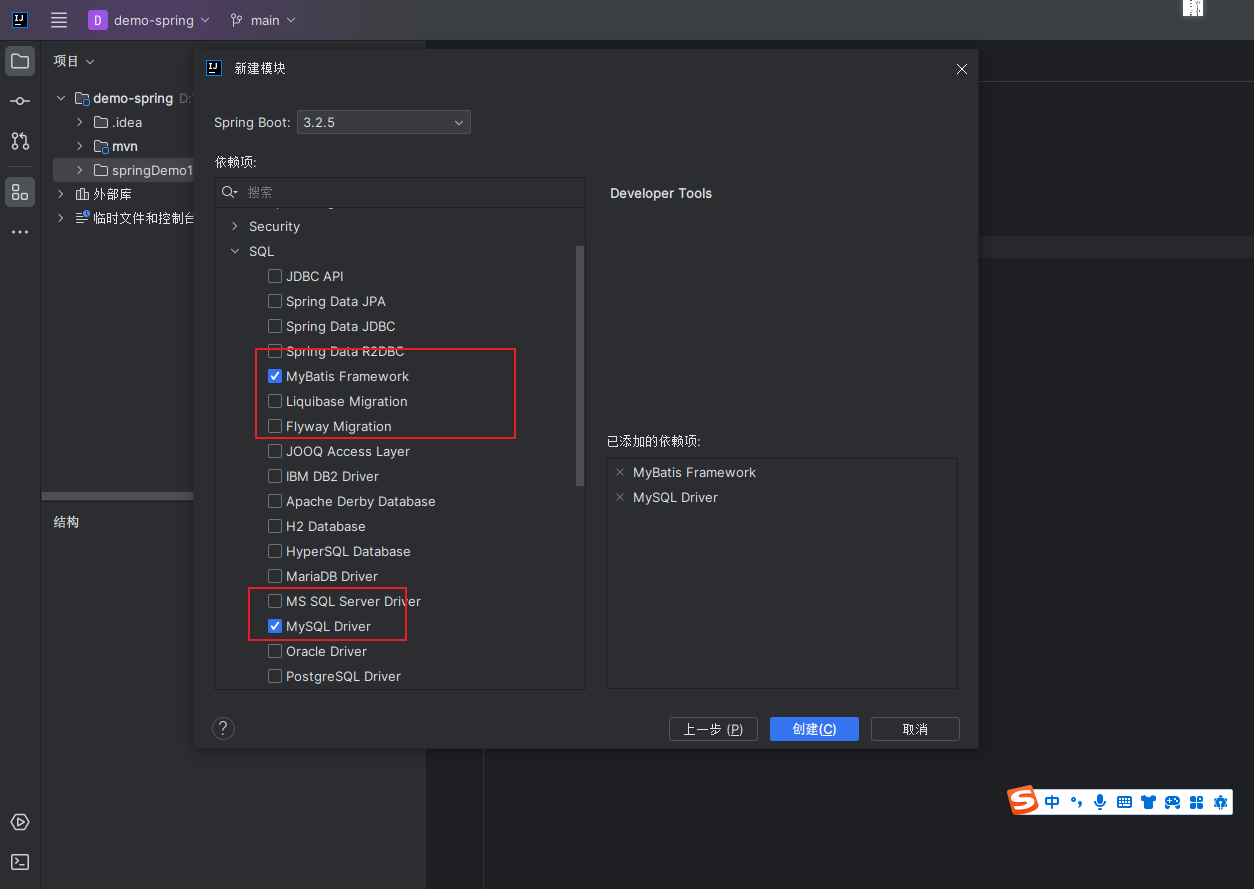 demo-spring
main
项目
demo-spring D:
.idea
mvn
springDemo1
外部库
临时文件和控制台
结构
新建模块
Spring Boot: 3.2.5
依赖项:
搜索
Security
SQL
JDBC API
Spring Data JPA
Spring Data JDBC
Spring Data R2DBC
MyBatis Framework
Liquibase Migration
Flyway Migration
JOOQ Access Layer
IBM DB2 Driver
Apache Derby Database
H2 Database
HyperSQL Database
MariaDB Driver
MS SQL Server Driver
MySQL Driver
Oracle Driver
PostgreSQL Driver
Developer Tools
已添加的依赖项:
MyBatis Framework
MySQL Driver
?
上一步 (P)
创建(C)
取消
中